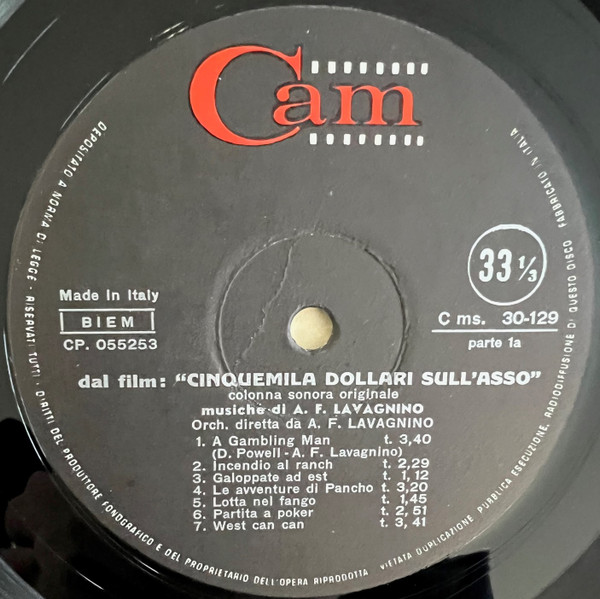 Cam
33 1/3
Made in Italy
BIEM
CP. 055253
C ms. 30-129
parte 1a
dal film: "CINQUEMILA DOLLARI SULL'ASSO"
colonna sonora originale
musiche di A. F. LAVAGNINO
Orch. diretta da A. F. LAVAGNINO
1. A Gambling Man t. 3,40
(D. Powell - A. F. Lavagnino)
2. Incendio al ranch t. 2,29
3. Galoppate ad est t. 1,12
4. Le avventure di Pancho t. 3,20
5. Lotta nel fango t. 1,45
6. Partita a poker t. 2,51
7. West can can t. 3,41
DEPOSITATO A NORMA DI LEGGE - RISERVATI TUTTI I DIRITTI DEL PRODUTTORE FONOGRAFICO E DEL PROPRIETARIO DELL'OPERA RIPRODOTTA VIETATA DUPLICAZIONE PUBBLICA ESECUZIONE, RADIODIFFUSIONE DI QUESTO DISCO FABBRICATO IN ITALIA